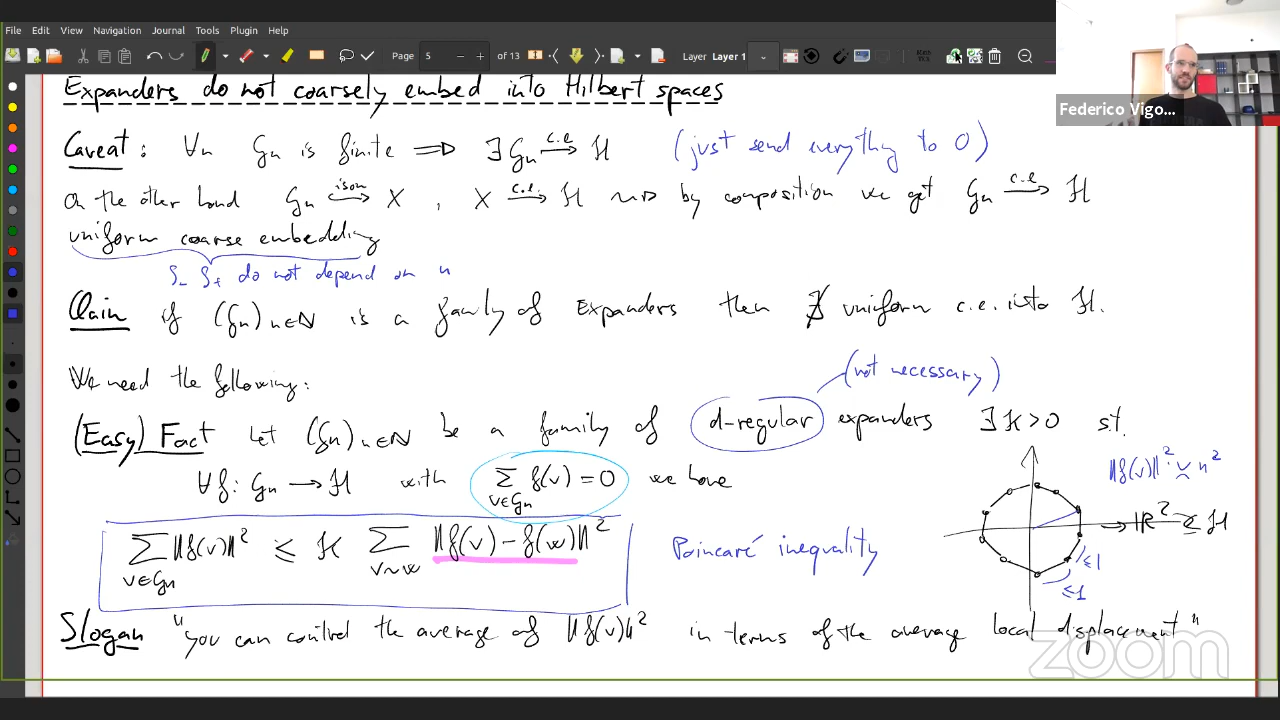 File Edit View Journal Tools Plugin Help
Page 5 of 13 Layer Layer 1
Federico Vigo...
Expanders do not coarsely embed into Hilbert spaces
Caveat: ∀n Gn is finite ⟹ ∃ Gn –c.e.→ H (just send everything to 0)
On the other hand Gn ↪isom X , X –c.e.→ H ⇝ by composition we get Gn –c.e→ H
uniform coarse embedding
ρ_ ρ+ do not depend on n
Claim if (Gn)n∈ℕ is a family of expanders then ∄ uniform c.e. into H.
We need the following:
(not necessary)
(Easy) Fact Let (Gn)n∈ℕ be a family of d-regular expanders ∃ K>0 s.t.
∀f: Gn → H with Σ_{v∈Gn} f(v) = 0 we have
‖f(v)‖² ≍ n²
Σ_{v∈Gn} ‖f(v)‖² ≤ K Σ_{v~w} ‖f(v) − f(w)‖² Poincaré inequality
→ ℝ² ⊆ H
≤1
≤1
Slogan "you can control the average of ‖f(v)‖² in terms of the average local displacement"
zoom